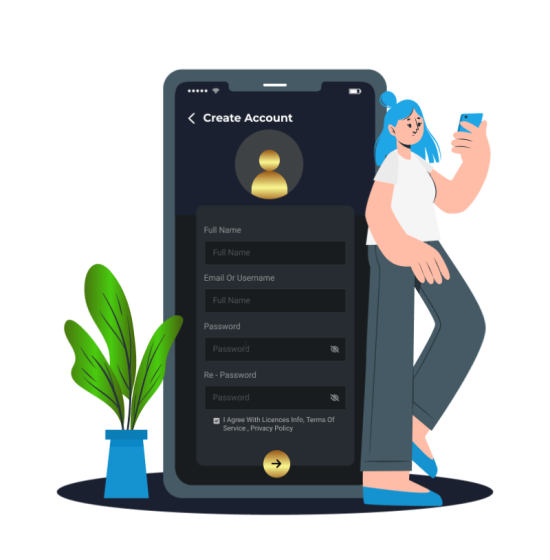 Create Account
Full Name
Full Name
Email Or Username
Full Name
Password
Password
Re - Password
Password
I Agree With Licences Info, Terms Of
Service , Privacy Policy